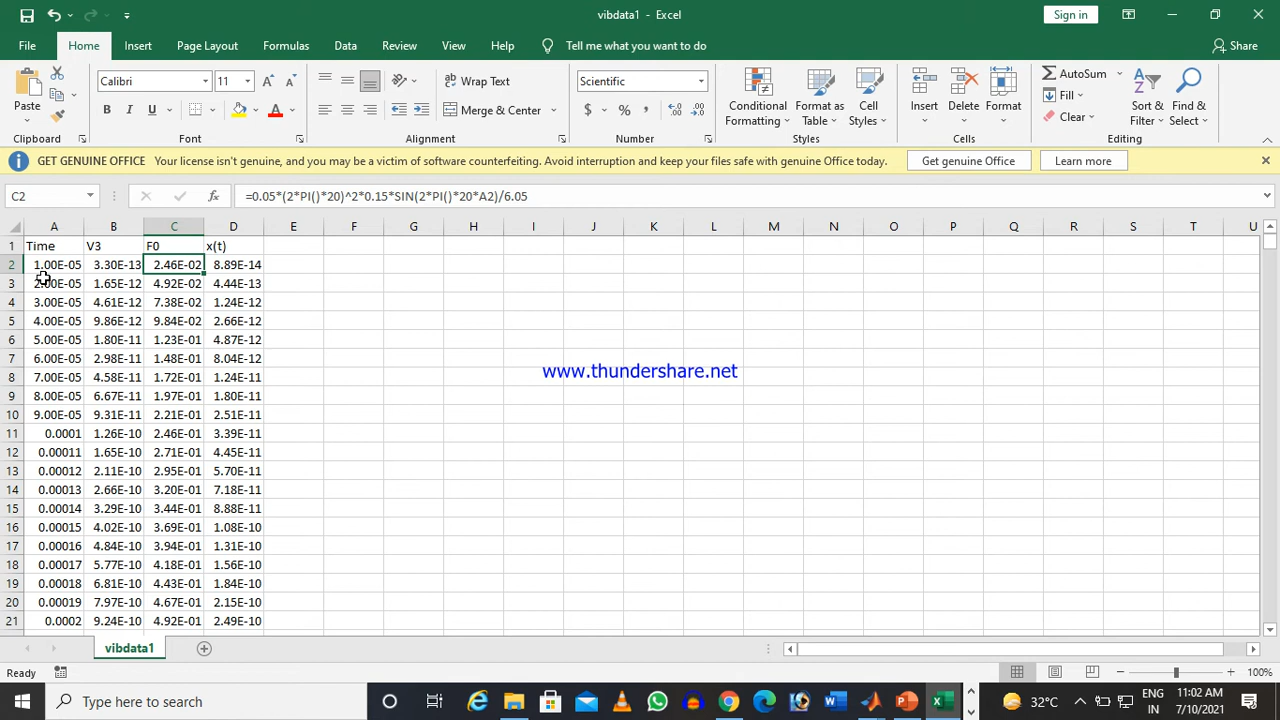 vibdata1 - Excel
Sign in
File Home Insert Page Layout Formulas Data Review View Help Tell me what you want to do Share
Paste
Calibri 11
Wrap Text
Merge & Center
Scientific
Conditional Formatting
Format as Table
Cell Styles
Insert Delete Format
AutoSum
Fill
Clear
Sort & Filter
Find & Select
Clipboard Font Alignment Number Styles Cells Editing
GET GENUINE OFFICE Your license isn't genuine, and you may be a victim of software counterfeiting. Avoid interruption and keep your files safe with genuine Office today. Get genuine Office Learn more
C2 fx =0.05*(2*PI()*20)^2*0.15*SIN(2*PI()*20*A2)/6.05
A B C D E F G H I J K L M N O P Q R S T U
1 Time V3 F0 x(t)
2 1.00E-05 3.30E-13 2.46E-02 8.89E-14
3 2.00E-05 1.65E-12 4.92E-02 4.44E-13
4 3.00E-05 4.61E-12 7.38E-02 1.24E-12
5 4.00E-05 9.86E-12 9.84E-02 2.66E-12
6 5.00E-05 1.80E-11 1.23E-01 4.87E-12
7 6.00E-05 2.98E-11 1.48E-01 8.04E-12
8 7.00E-05 4.58E-11 1.72E-01 1.24E-11
www.thundershare.net
9 8.00E-05 6.67E-11 1.97E-01 1.80E-11
10 9.00E-05 9.31E-11 2.21E-01 2.51E-11
11 0.0001 1.26E-10 2.46E-01 3.39E-11
12 0.00011 1.65E-10 2.71E-01 4.45E-11
13 0.00012 2.11E-10 2.95E-01 5.70E-11
14 0.00013 2.66E-10 3.20E-01 7.18E-11
15 0.00014 3.29E-10 3.44E-01 8.88E-11
16 0.00015 4.02E-10 3.69E-01 1.08E-10
17 0.00016 4.84E-10 3.94E-01 1.31E-10
18 0.00017 5.77E-10 4.18E-01 1.56E-10
19 0.00018 6.81E-10 4.43E-01 1.84E-10
20 0.00019 7.97E-10 4.67E-01 2.15E-10
21 0.0002 9.24E-10 4.92E-01 2.49E-10
vibdata1
Ready 100%
Type here to search 32°C ENG 11:02 AM
IN 7/10/2021